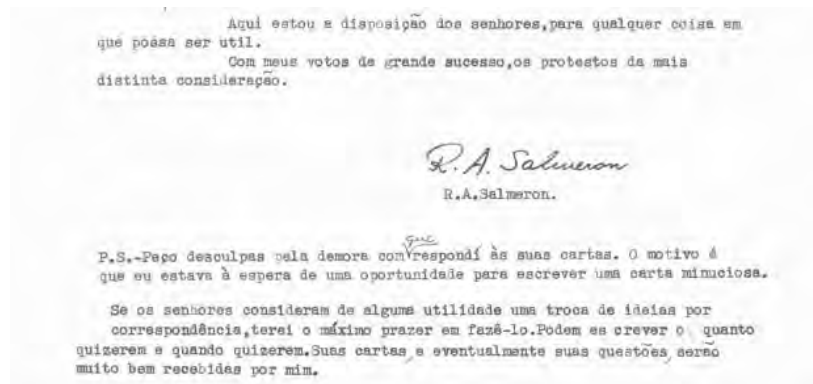 Aqui estou a disposição dos senhores,para qualquer coisa em
que possa ser util.
Com meus votos de grande sucesso,os protestos da mais
distinta consideração.
R. A. Salmeron
R.A.Salmeron.
que
P.S.-Peço desculpas pela demora com respondí às suas cartas. O motivo é
que eu estava à espera de uma oportunidade para escrever uma carta minuciosa.
Se os senhores consideram de alguma utilidade uma troca de ideias por
correspondência,terei o máximo prazer em fazê-lo.Podem es crever o quanto
quizerem e quando quizerem.Suas cartas,e eventualmente suas questões,serão
muito bem recebidas por mim.